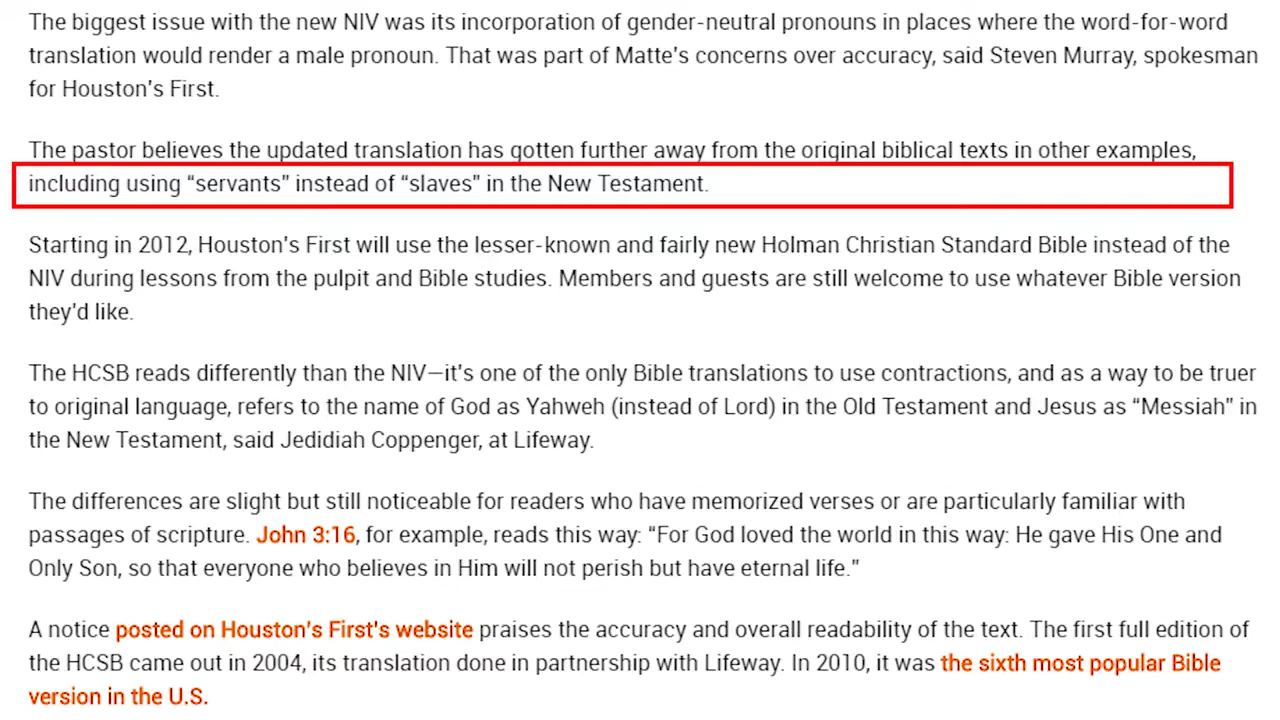 The biggest issue with the new NIV was its incorporation of gender-neutral pronouns in places where the word-for-word
translation would render a male pronoun. That was part of Matte's concerns over accuracy, said Steven Murray, spokesman
for Houston's First.
The pastor believes the updated translation has gotten further away from the original biblical texts in other examples,
including using “servants” instead of “slaves” in the New Testament.
Starting in 2012, Houston's First will use the lesser-known and fairly new Holman Christian Standard Bible instead of the
NIV during lessons from the pulpit and Bible studies. Members and guests are still welcome to use whatever Bible version
they'd like.
The HCSB reads differently than the NIV—it's one of the only Bible translations to use contractions, and as a way to be truer
to original language, refers to the name of God as Yahweh (instead of Lord) in the Old Testament and Jesus as “Messiah” in
the New Testament, said Jedidiah Coppenger, at Lifeway.
The differences are slight but still noticeable for readers who have memorized verses or are particularly familiar with
passages of scripture. John 3:16, for example, reads this way: “For God loved the world in this way: He gave His One and
Only Son, so that everyone who believes in Him will not perish but have eternal life.”
A notice posted on Houston's First's website praises the accuracy and overall readability of the text. The first full edition of
the HCSB came out in 2004, its translation done in partnership with Lifeway. In 2010, it was the sixth most popular Bible
version in the U.S.